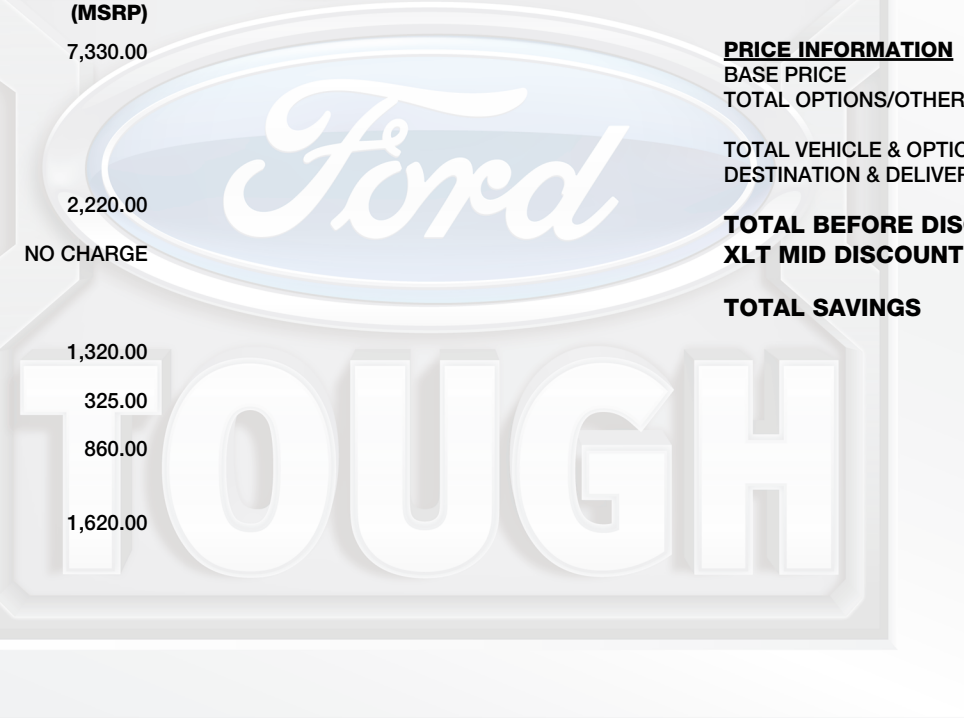 (MSRP)
7,330.00
2,220.00
NO CHARGE
1,320.00
325.00
860.00
1,620.00
PRICE INFORMATION
BASE PRICE
TOTAL OPTIONS/OTHER
TOTAL VEHICLE & OPTIO
DESTINATION & DELIVER
TOTAL BEFORE DIS
XLT MID DISCOUNT
TOTAL SAVINGS
Ford
TOUGH